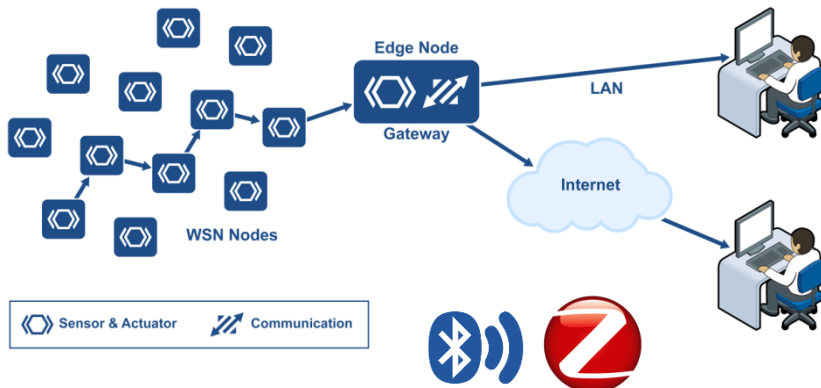 Edge Node
Gateway
LAN
Internet
WSN Nodes
Sensor & Actuator
Communication